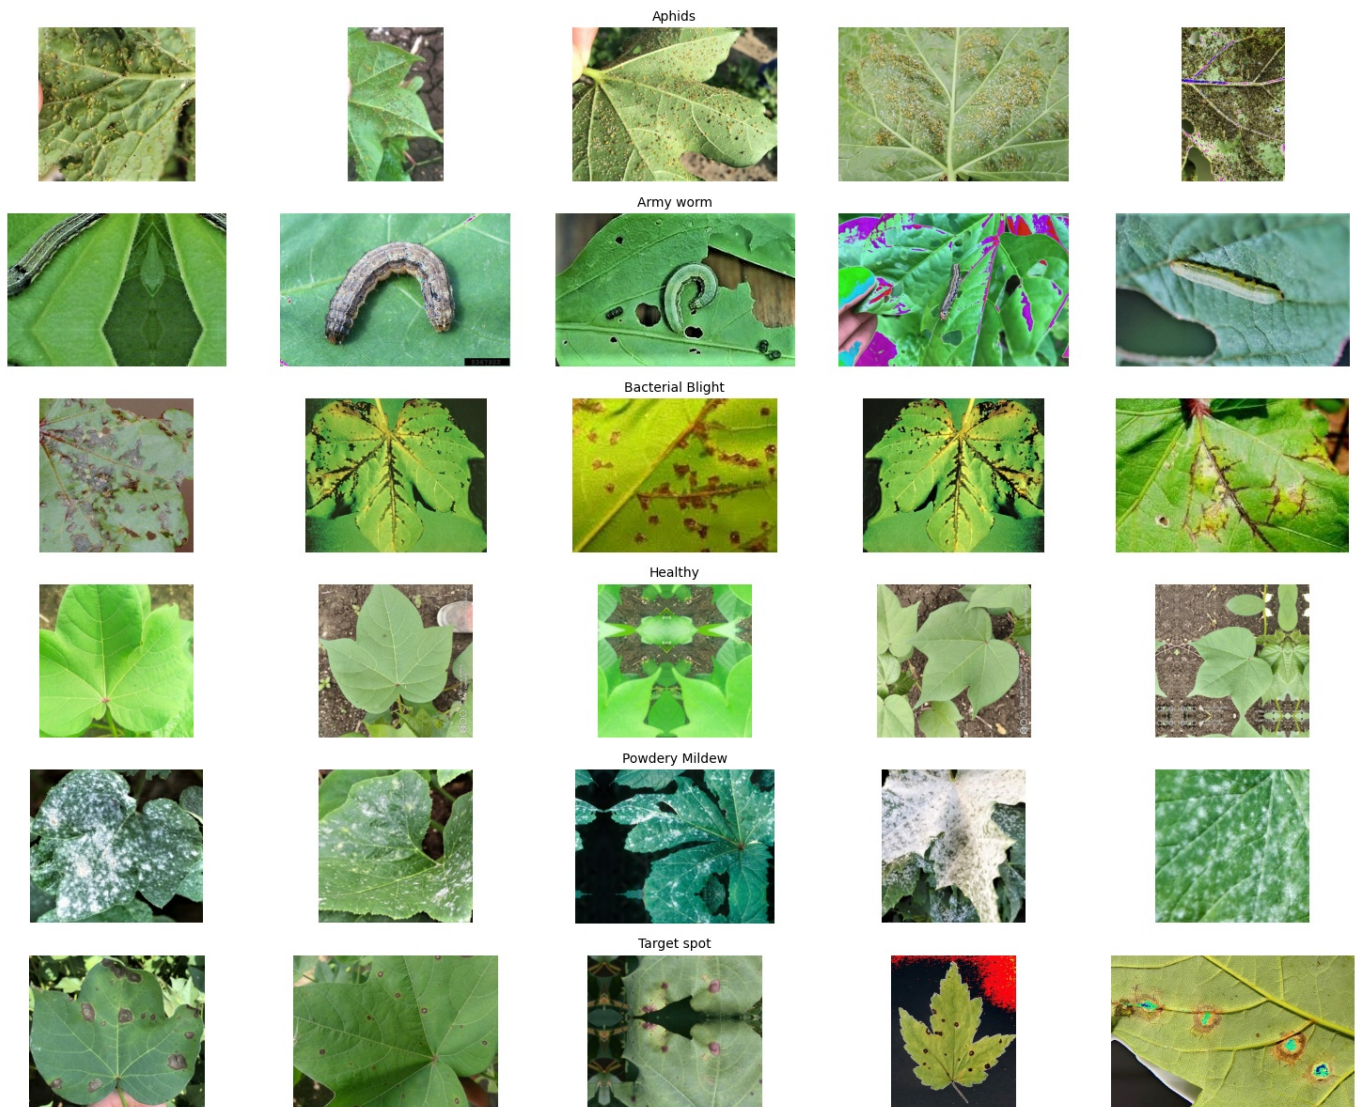 Aphids
Army worm
Bacterial Blight
Healthy
Powdery Mildew
Target spot